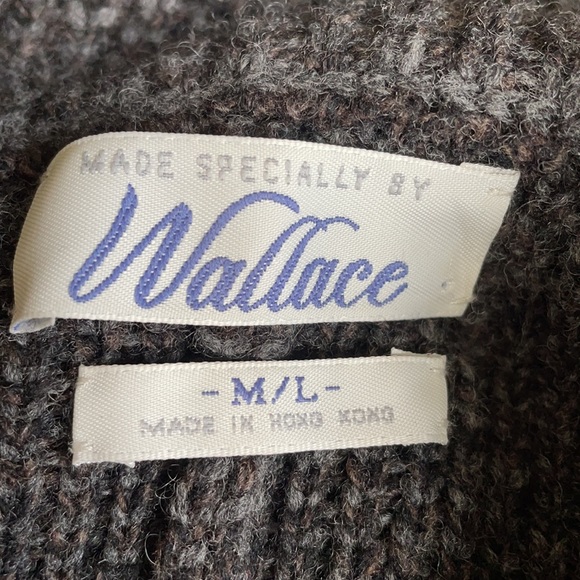 MADE SPECIALLY BY
Wallace
- M/L -
MADE IN HONG KONG